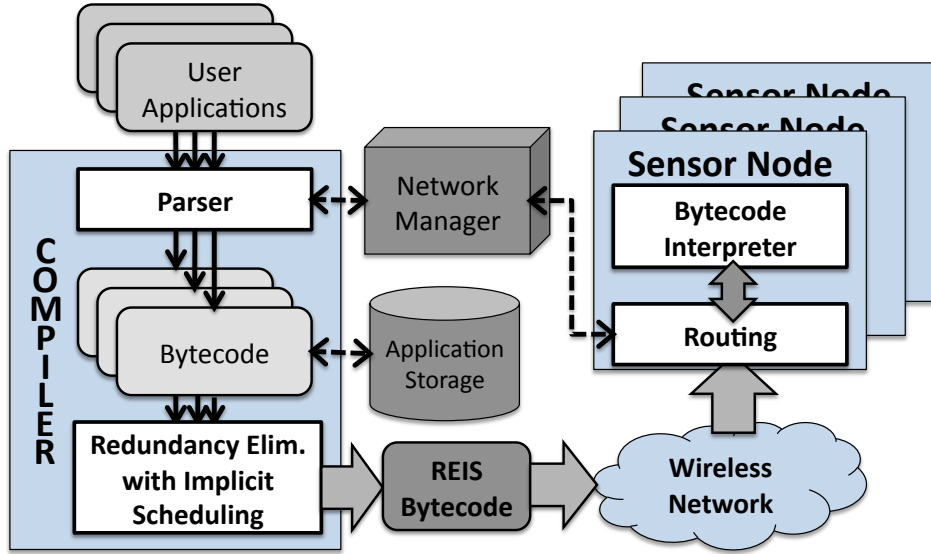 User
Applications
Sensor Node
Sensor Node
Sensor Node
Parser
Network
Manager
Bytecode
Interpreter
COMPILER
Bytecode
Application
Storage
Routing
Redundancy Elim.
with Implicit
Scheduling
REIS
Bytecode
Wireless
Network